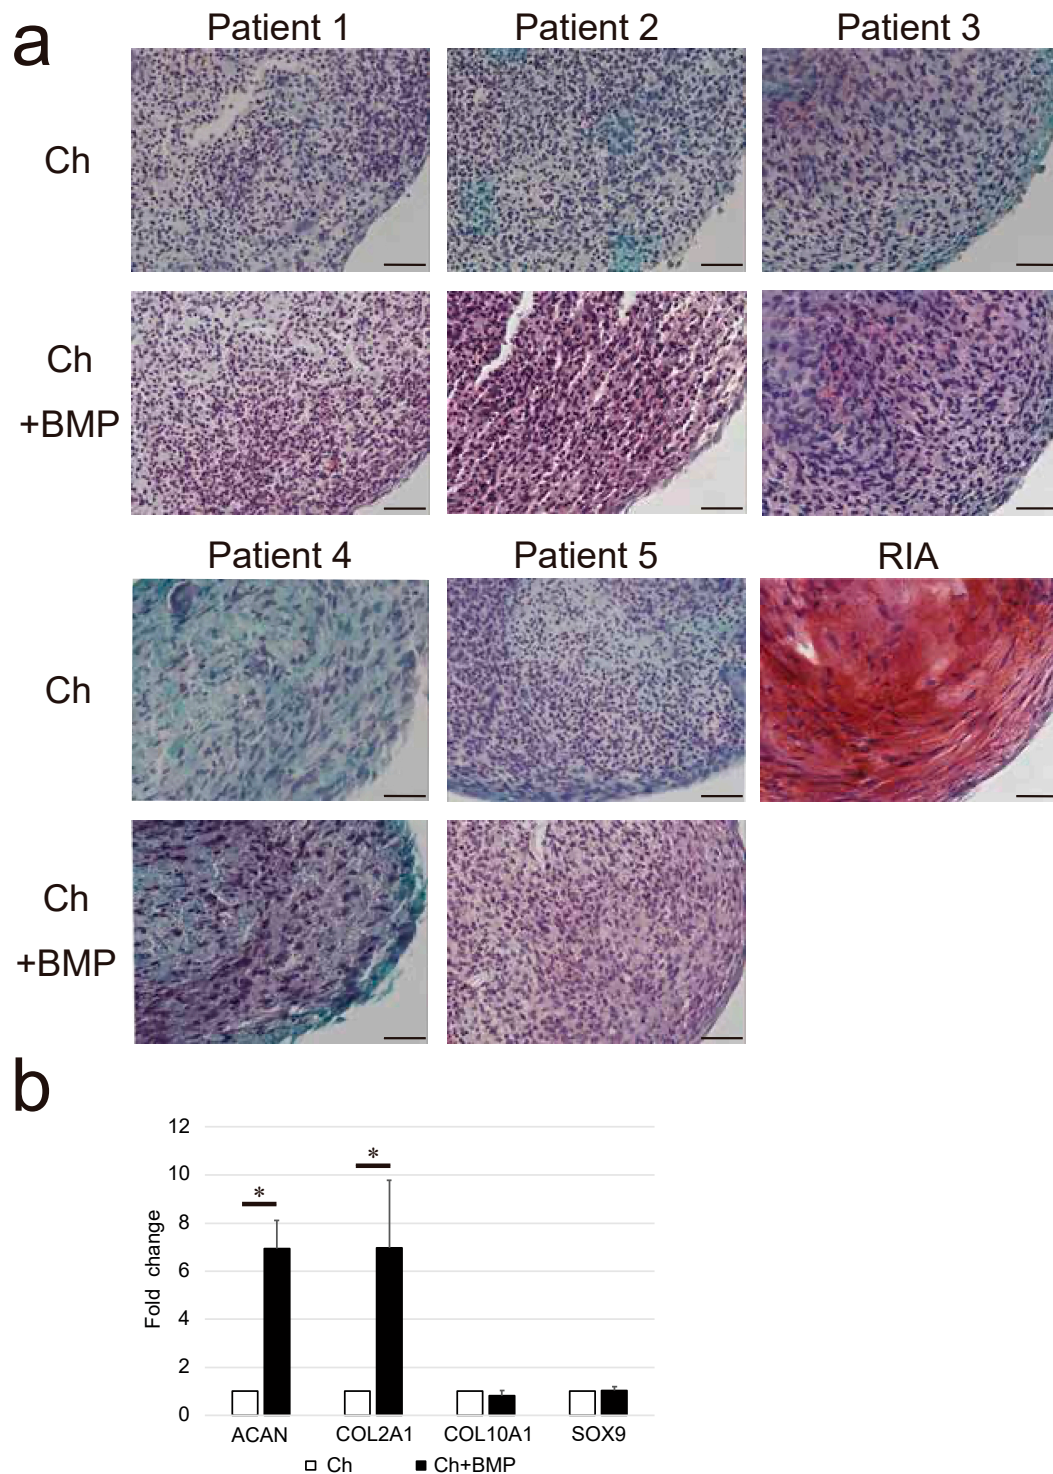 a
Patient 1 Patient 2 Patient 3
Ch
Ch
+BMP
Patient 4 Patient 5 RIA
Ch
Ch
+BMP
b
12
10
8
6
4
2
0
Fold change
*
*
ACAN COL2A1 COL10A1 SOX9
Ch Ch+BMP